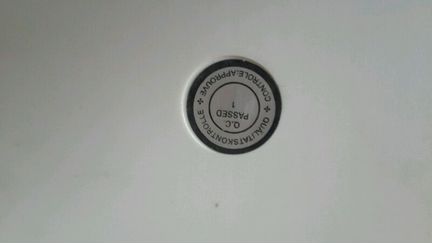 CONTROLE:APPROUVE
QUALITATSKONTROLLE
Q.C
PASSED
1